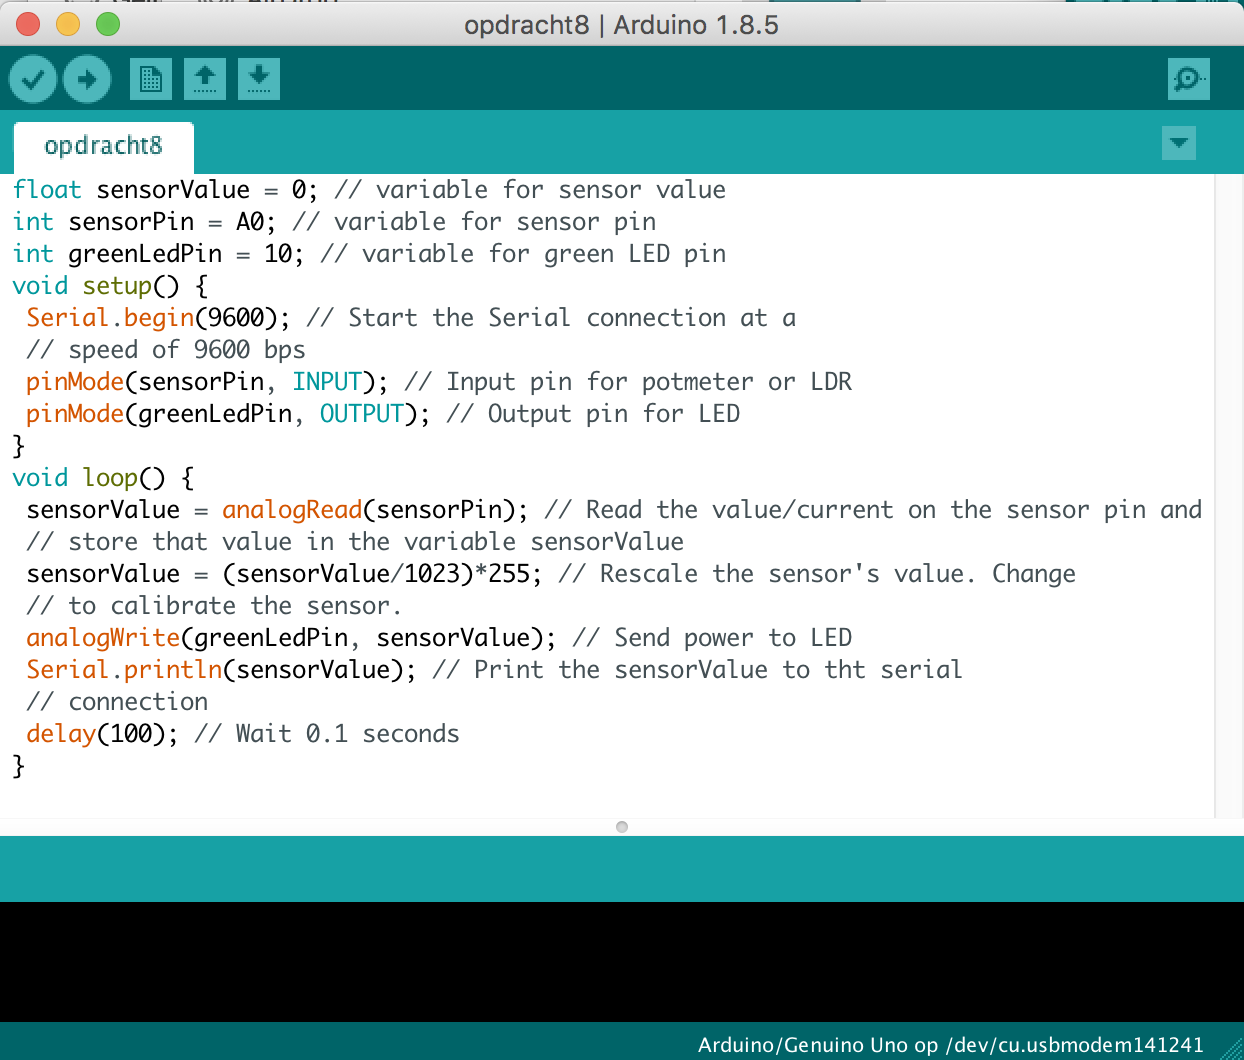 opdracht8 | Arduino 1.8.5
opdracht8
float sensorValue = 0; // variable for sensor value
int sensorPin = A0; // variable for sensor pin
int greenLedPin = 10; // variable for green LED pin
void setup() {
Serial.begin(9600); // Start the Serial connection at a
// speed of 9600 bps
pinMode(sensorPin, INPUT); // Input pin for potmeter or LDR
pinMode(greenLedPin, OUTPUT); // Output pin for LED
}
void loop() {
sensorValue = analogRead(sensorPin); // Read the value/current on the sensor pin and
// store that value in the variable sensorValue
sensorValue = (sensorValue/1023)*255; // Rescale the sensor's value. Change
// to calibrate the sensor.
analogWrite(greenLedPin, sensorValue); // Send power to LED
Serial.println(sensorValue); // Print the sensorValue to tht serial
// connection
delay(100); // Wait 0.1 seconds
}
Arduino/Genuino Uno op /dev/cu.usbmodem141241